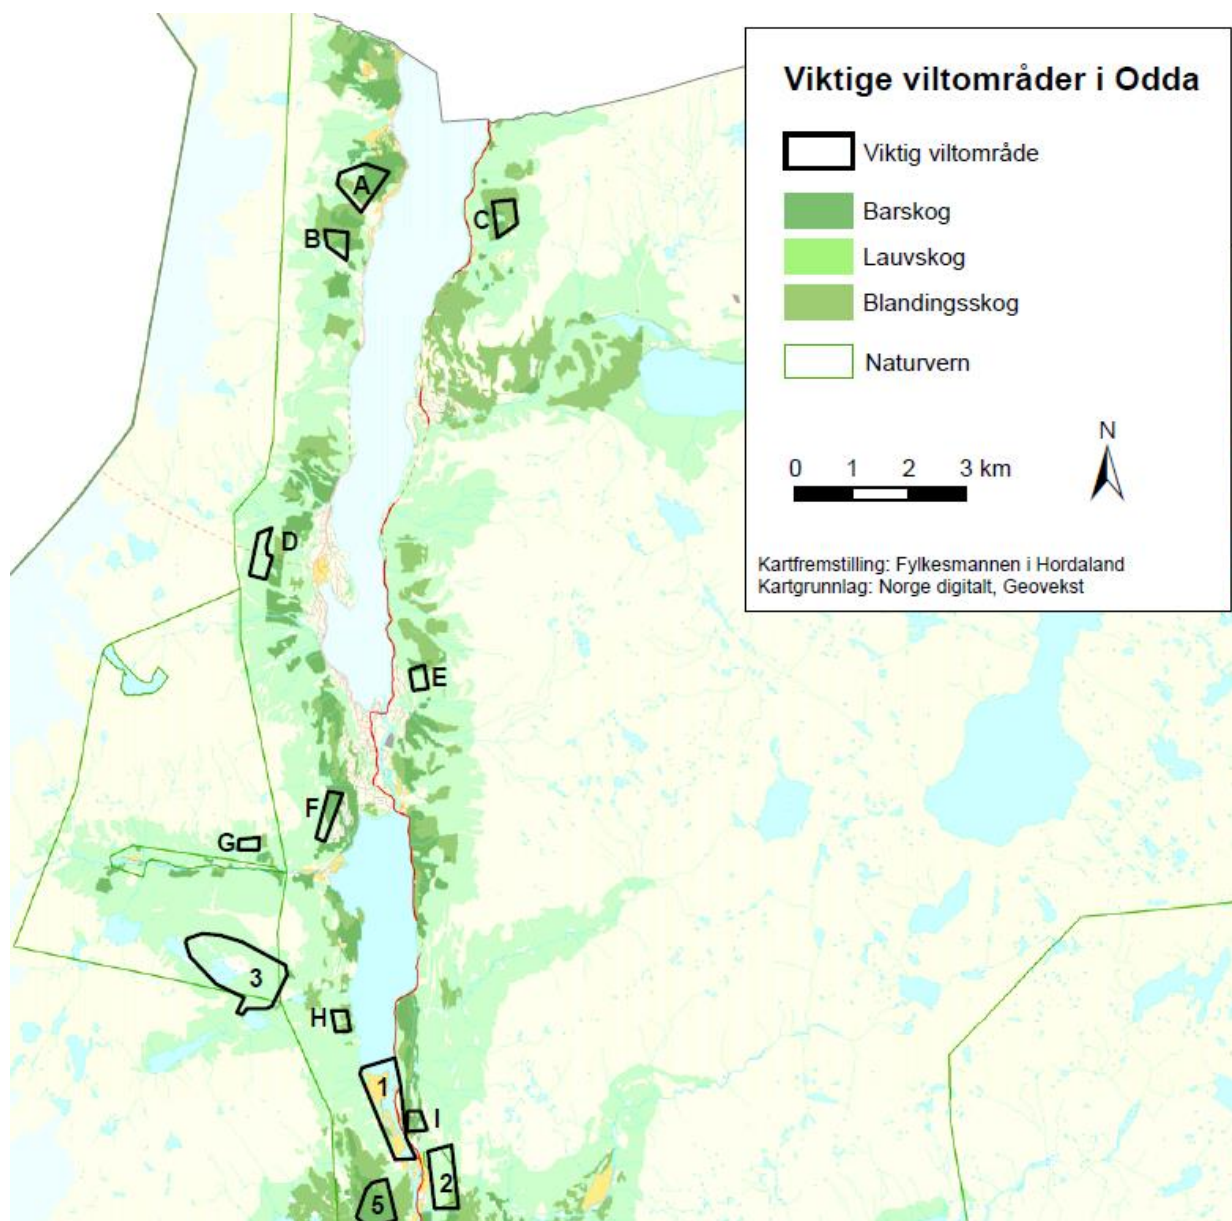 Viktige viltområder i Odda
Viktig viltområde
Barskog
Lauvskog
Blandingsskog
Naturvern
N
0 1 2 3 km
Kartfremstilling: Fylkesmannen i Hordaland
Kartgrunnlag: Norge digitalt, Geovekst
A
B
C
D
E
F
G
3
H
1
I
2
5